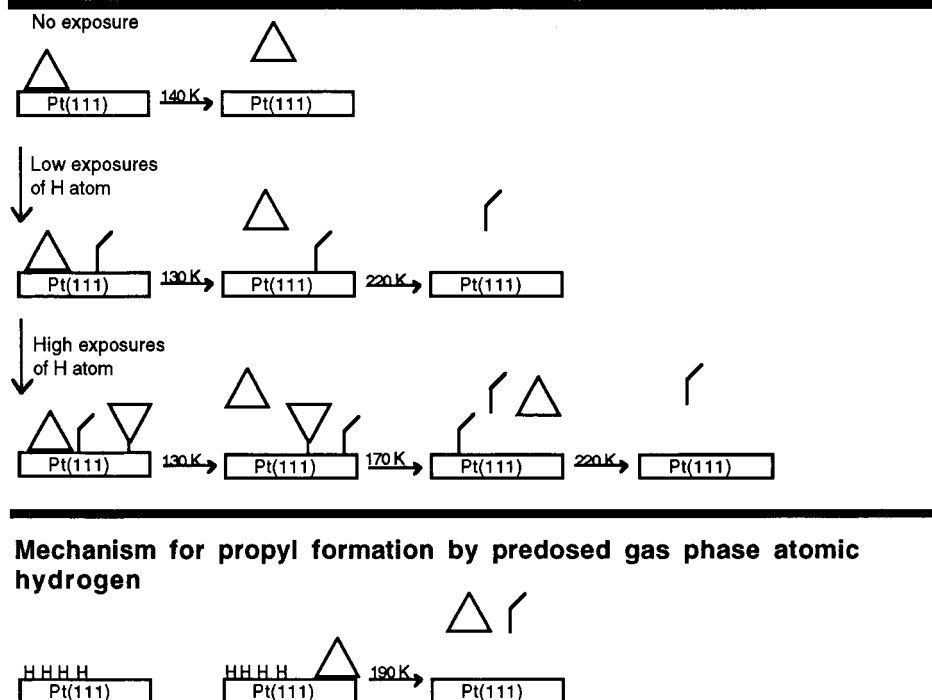 No exposure
Pt(111) 140 K Pt(111)
Low exposures
of H atom
Pt(111) 130 K Pt(111) 220 K Pt(111)
High exposures
of H atom
Pt(111) 130 K Pt(111) 170 K Pt(111) 220 K Pt(111)
Mechanism for propyl formation by predosed gas phase atomic
hydrogen
H H H H H H H H 190 K
Pt(111) Pt(111) Pt(111)